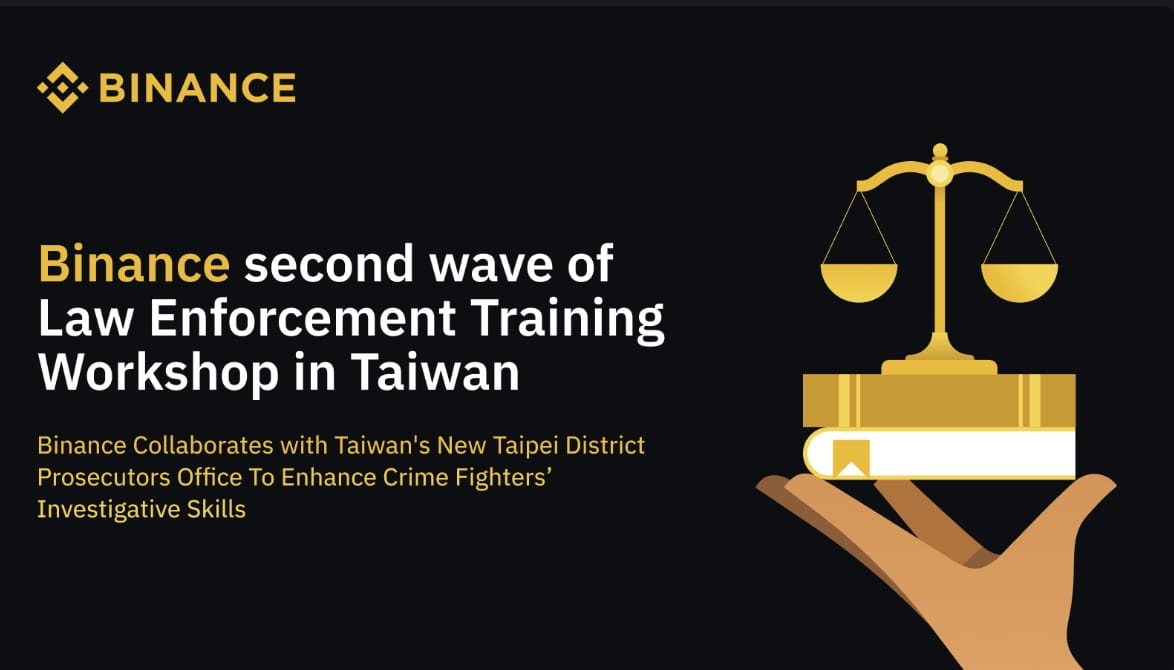 BINANCE
Binance second wave of
Law Enforcement Training
Workshop in Taiwan
Binance Collaborates with Taiwan's New Taipei District
Prosecutors Office To Enhance Crime Fighters’
Investigative Skills